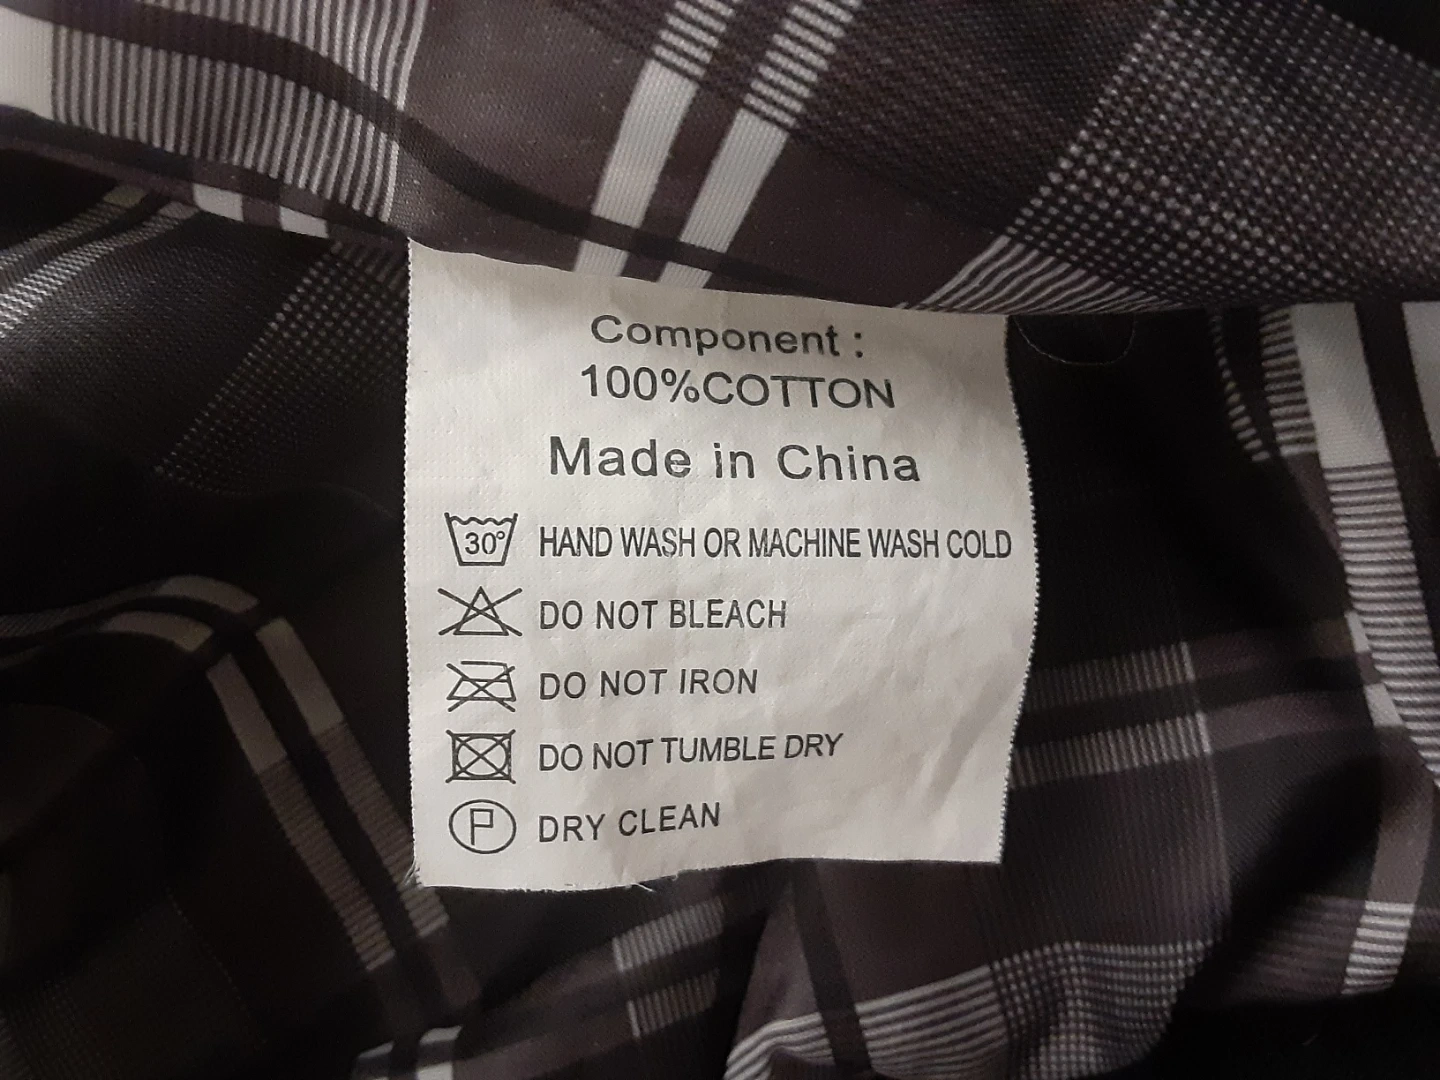 Component :
100%COTTON
Made in China
30° HAND WASH OR MACHINE WASH COLD
DO NOT BLEACH
DO NOT IRON
DO NOT TUMBLE DRY
P DRY CLEAN